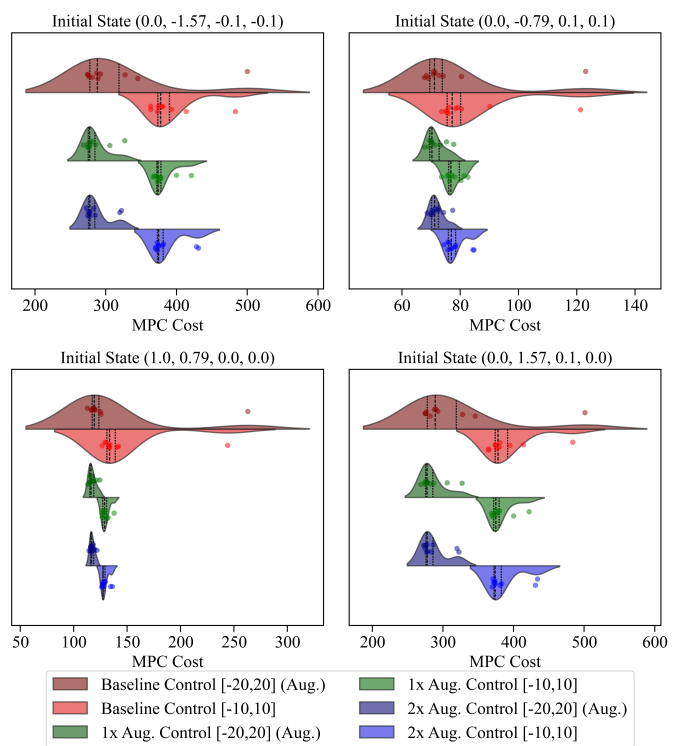 Initial State (0.0, -1.57, -0.1, -0.1)
Initial State (0.0, -0.79, 0.1, 0.1)
200 300 400 500 600
60 80 100 120 140
MPC Cost
MPC Cost
Initial State (1.0, 0.79, 0.0, 0.0)
Initial State (0.0, 1.57, 0.1, 0.0)
50 100 150 200 250 300
200 300 400 500 600
MPC Cost
MPC Cost
Baseline Control [-20,20] (Aug.)
Baseline Control [-10,10]
1x Aug. Control [-20,20] (Aug.)
1x Aug. Control [-10,10]
2x Aug. Control [-20,20] (Aug.)
2x Aug. Control [-10,10]